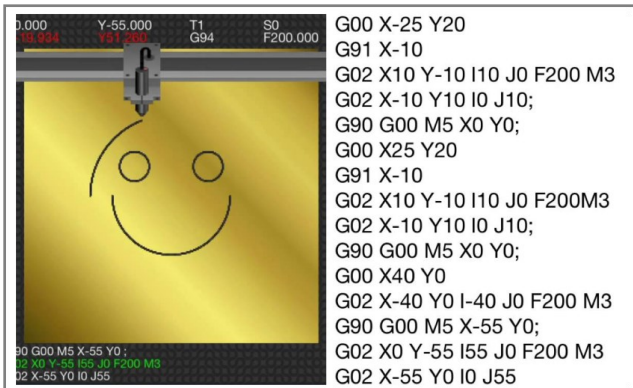 0.000 Y-55.000 T1 S0
G94 F200.000
G00 X-25 Y20
G91 X-10
G02 X10 Y-10 I10 J0 F200 M3
G02 X-10 Y10 I0 J10;
G90 G00 M5 X0 Y0;
G00 X25 Y20
G91 X-10
G02 X10 Y-10 I10 J0 F200M3
G02 X-10 Y10 I0 J10;
G90 G00 M5 X0 Y0;
G00 X40 Y0
G02 X-40 Y0 I-40 J0 F200 M3
G90 G00 M5 X-55 Y0;
G02 X0 Y-55 I55 J0 F200 M3
G02 X-55 Y0 I0 J55
90 G00 M5 X-55 Y0 ;
02 X0 Y-55 I55 J0 F200 M3
02 X-55 Y0 I0 J55